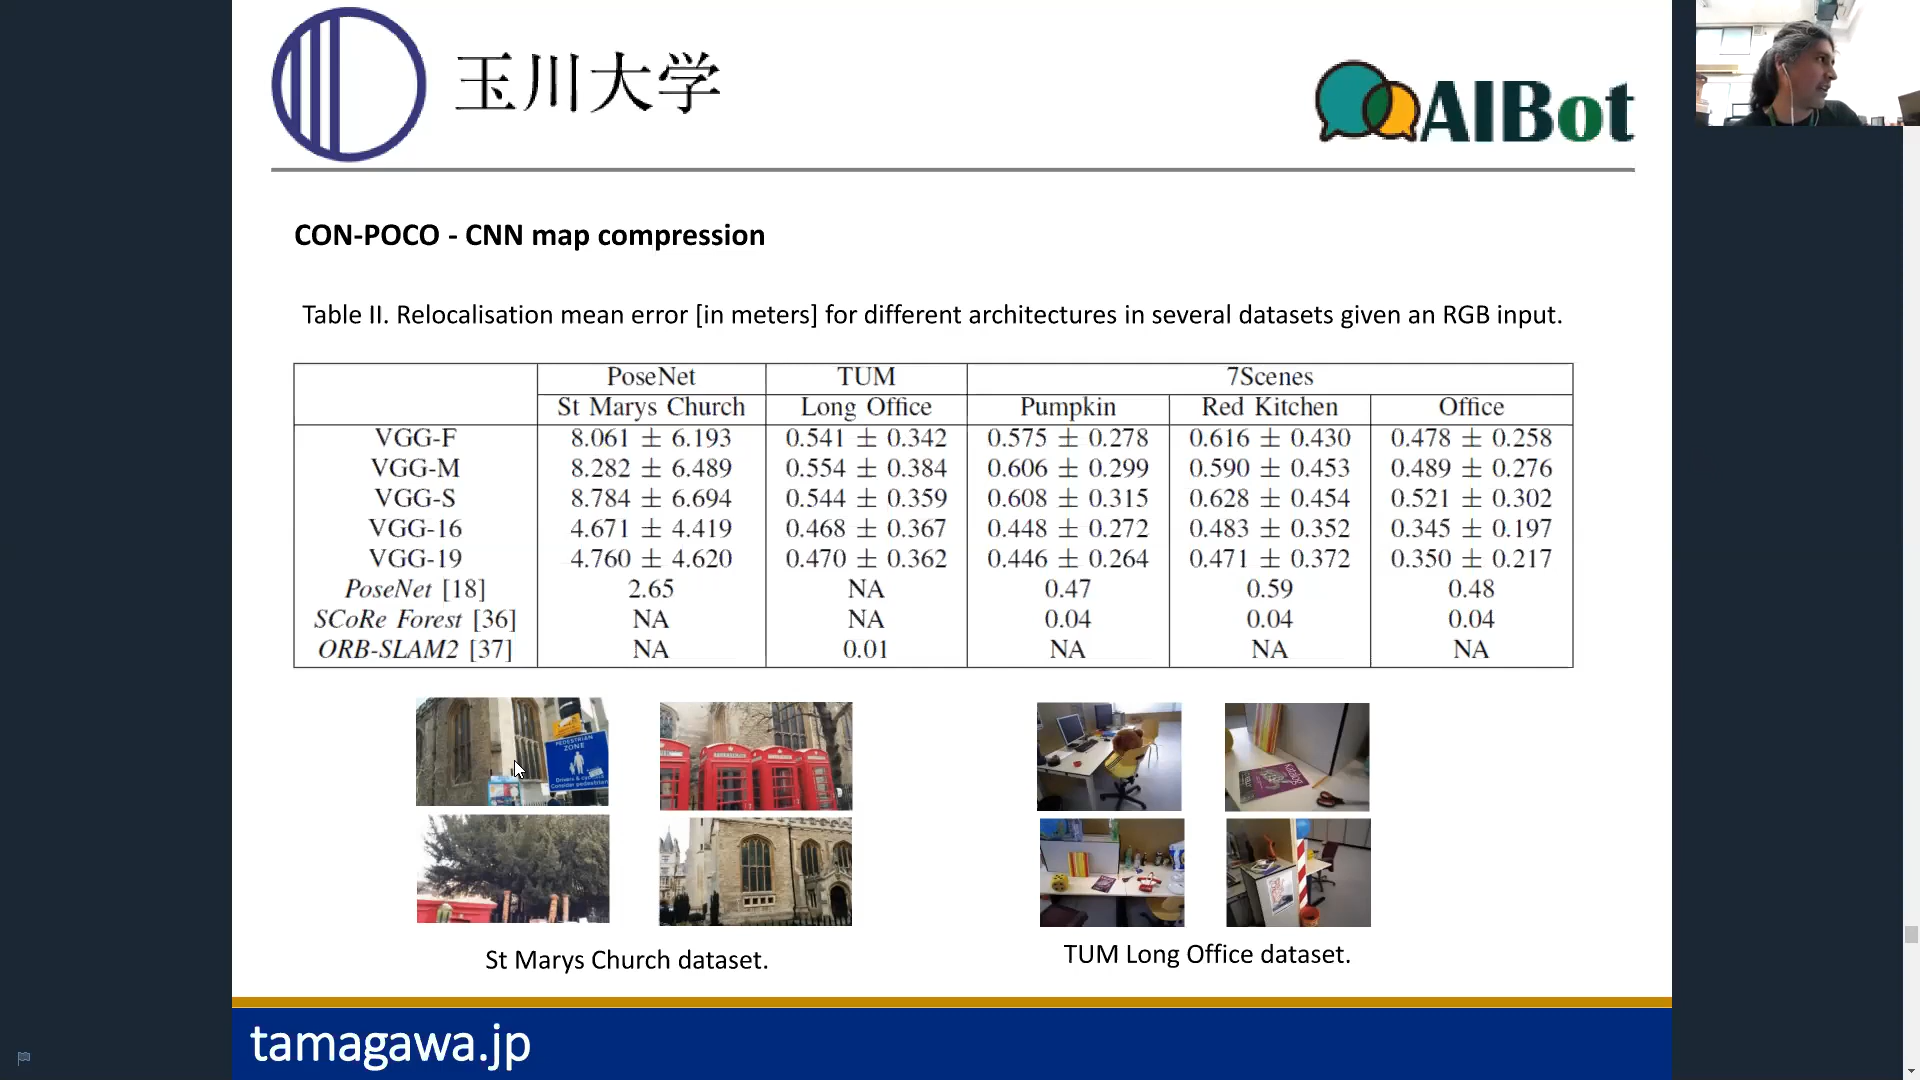 玉川大学
AIBot
CON-POCO - CNN map compression
Table II. Relocalisation mean error [in meters] for different architectures in several datasets given an RGB input.
PoseNet TUM 7Scenes
St Marys Church Long Office Pumpkin Red Kitchen Office
VGG-F 8.061 ± 6.193 0.541 ± 0.342 0.575 ± 0.278 0.616 ± 0.430 0.478 ± 0.258
VGG-M 8.282 ± 6.489 0.554 ± 0.384 0.606 ± 0.299 0.590 ± 0.453 0.489 ± 0.276
VGG-S 8.784 ± 6.694 0.544 ± 0.359 0.608 ± 0.315 0.628 ± 0.454 0.521 ± 0.302
VGG-16 4.671 ± 4.419 0.468 ± 0.367 0.448 ± 0.272 0.483 ± 0.352 0.345 ± 0.197
VGG-19 4.760 ± 4.620 0.470 ± 0.362 0.446 ± 0.264 0.471 ± 0.372 0.350 ± 0.217
PoseNet [18] 2.65 NA 0.47 0.59 0.48
SCoRe Forest [36] NA NA 0.04 0.04 0.04
ORB-SLAM2 [37] NA 0.01 NA NA NA
PEDESTRIAN
ZONE
St Marys Church dataset.
TUM Long Office dataset.
tamagawa.jp